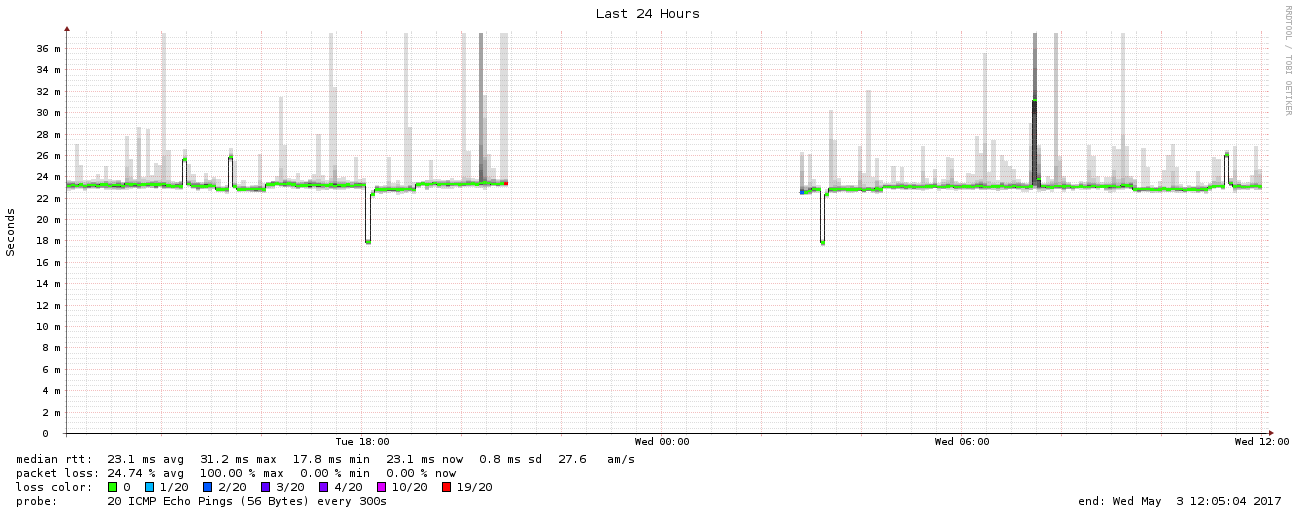 Last 24 Hours
RRDTOOL / TOBI OETIKER
Seconds
36 m
34 m
32 m
30 m
28 m
26 m
24 m
22 m
20 m
18 m
16 m
14 m
12 m
10 m
8 m
6 m
4 m
2 m
0
Tue 18:00 Wed 00:00 Wed 06:00 Wed 12:00
median rtt: 23.1 ms avg 31.2 ms max 17.8 ms min 23.1 ms now 0.8 ms sd 27.6 am/s
packet loss: 24.74 % avg 100.00 % max 0.00 % min 0.00 % now
loss color: 0 1/20 2/20 3/20 4/20 10/20 19/20
probe: 20 ICMP Echo Pings (56 Bytes) every 300s end: Wed May 3 12:05:04 2017